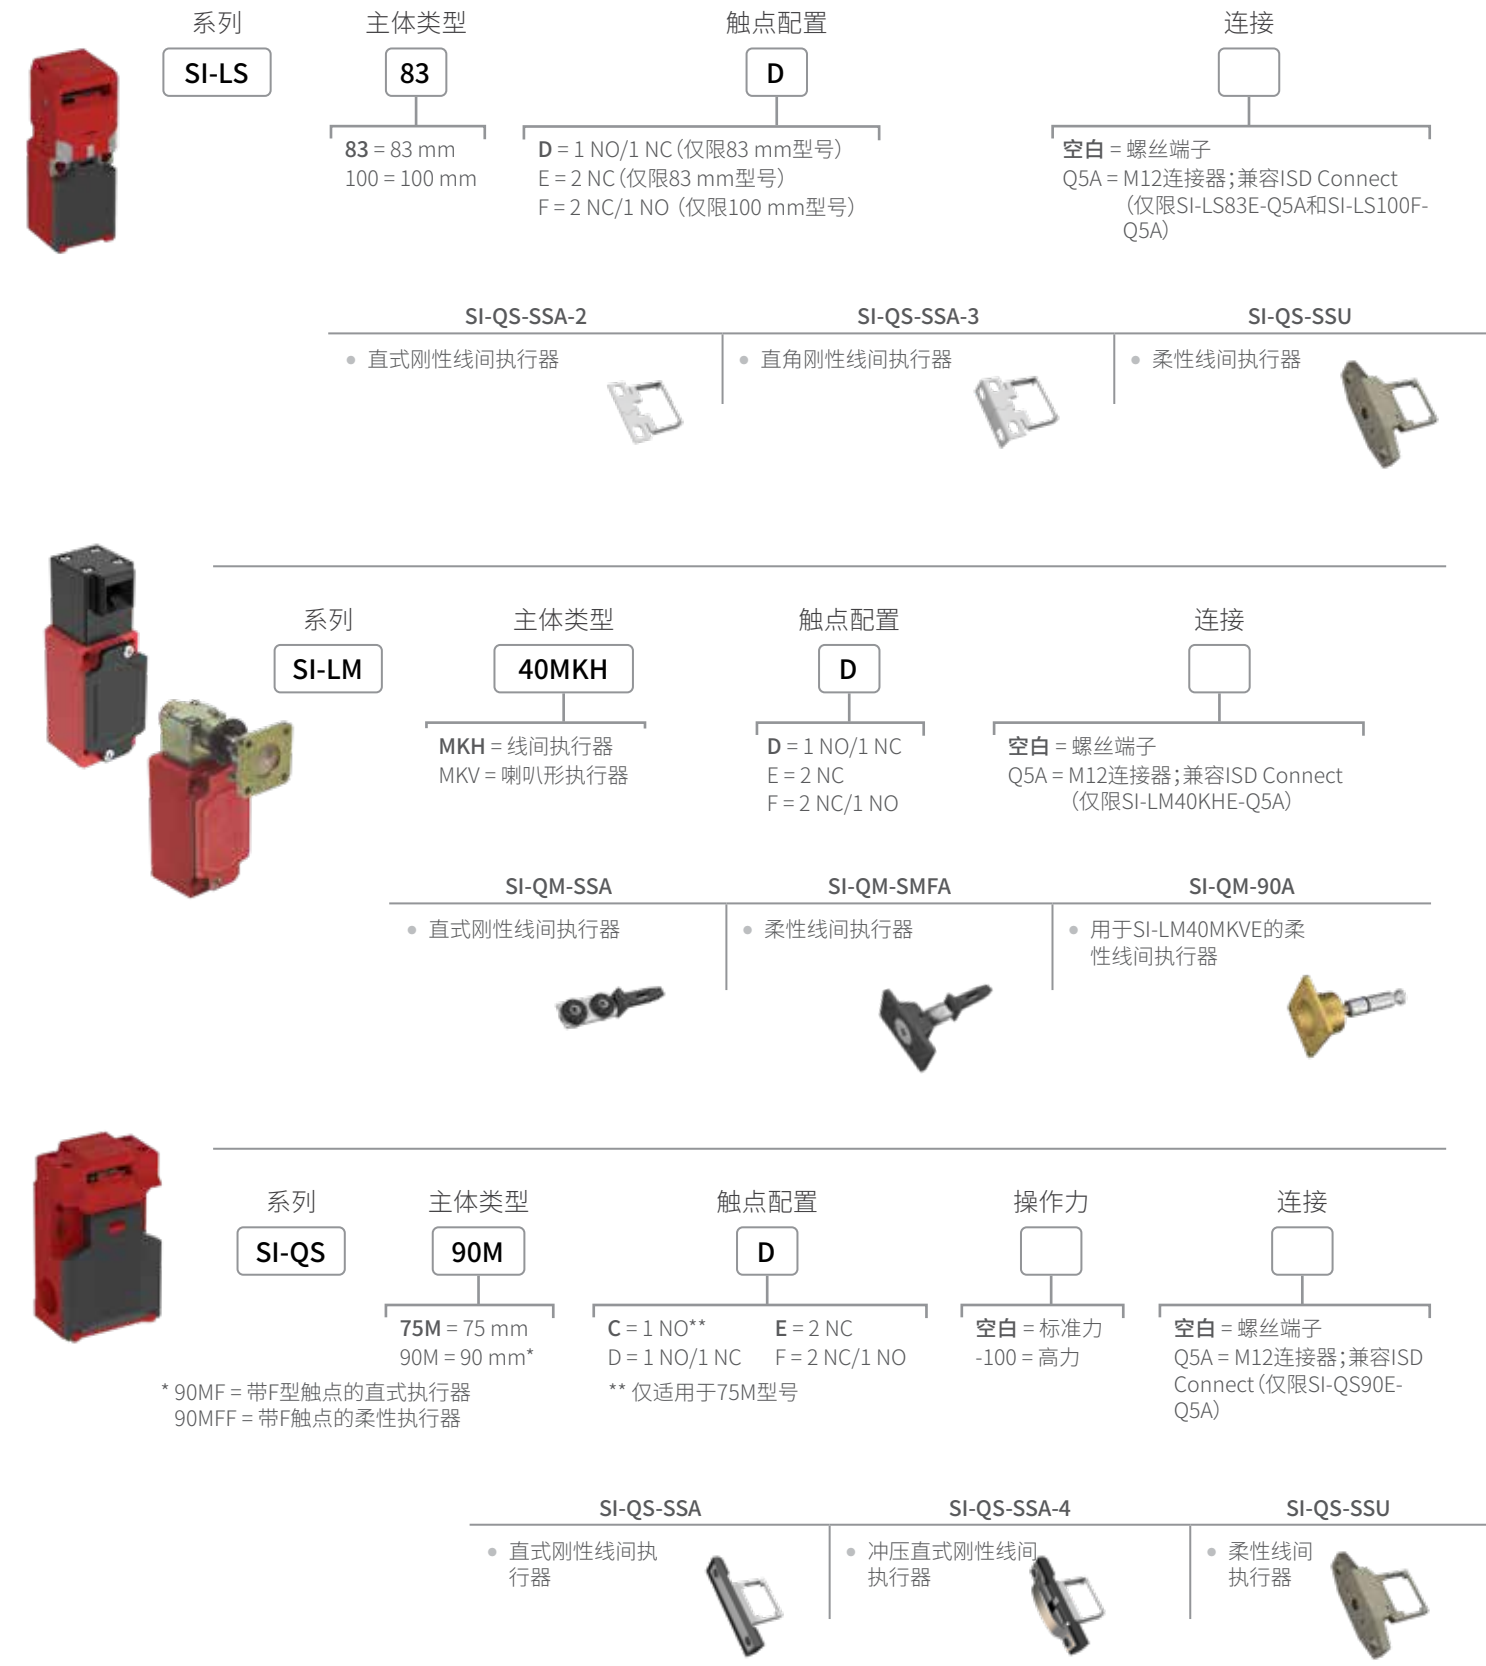 系列 主体类型 触点配置 连接
SI-LS 83 D
83 = 83 mm
100 = 100 mm
D = 1 NO/1 NC（仅限83 mm型号）
E = 2 NC（仅限83 mm型号）
F = 2 NC/1 NO （仅限100 mm型号）
空白 = 螺丝端子
Q5A = M12连接器；兼容ISD Connect
（仅限SI-LS83E-Q5A和SI-LS100F-
Q5A）
SI-QS-SSA-2 SI-QS-SSA-3 SI-QS-SSU
• 直式刚性线间执行器
• 直角刚性线间执行器
• 柔性线间执行器
系列 主体类型 触点配置 连接
SI-LM 40MKH D
MKH = 线间执行器
MKV = 喇叭形执行器
D = 1 NO/1 NC
E = 2 NC
F = 2 NC/1 NO
空白 = 螺丝端子
Q5A = M12连接器；兼容ISD Connect
（仅限SI-LM40KHE-Q5A）
SI-QM-SSA SI-QM-SMFA SI-QM-90A
• 直式刚性线间执行器
• 柔性线间执行器
• 用于SI-LM40MKVE的柔
性线间执行器
系列 主体类型 触点配置 操作力 连接
SI-QS 90M D
75M = 75 mm
90M = 90 mm*
* 90MF = 带F型触点的直式执行器
90MFF = 带F触点的柔性执行器
C = 1 NO** E = 2 NC
D = 1 NO/1 NC F = 2 NC/1 NO
** 仅适用于75M型号
空白 = 标准力
-100 = 高力
空白 = 螺丝端子
Q5A = M12连接器；兼容ISD
Connect（仅限SI-QS90E-
Q5A）
SI-QS-SSA SI-QS-SSA-4 SI-QS-SSU
• 直式刚性线间执
行器
• 冲压直式刚性线间
执行器
• 柔性线间
执行器